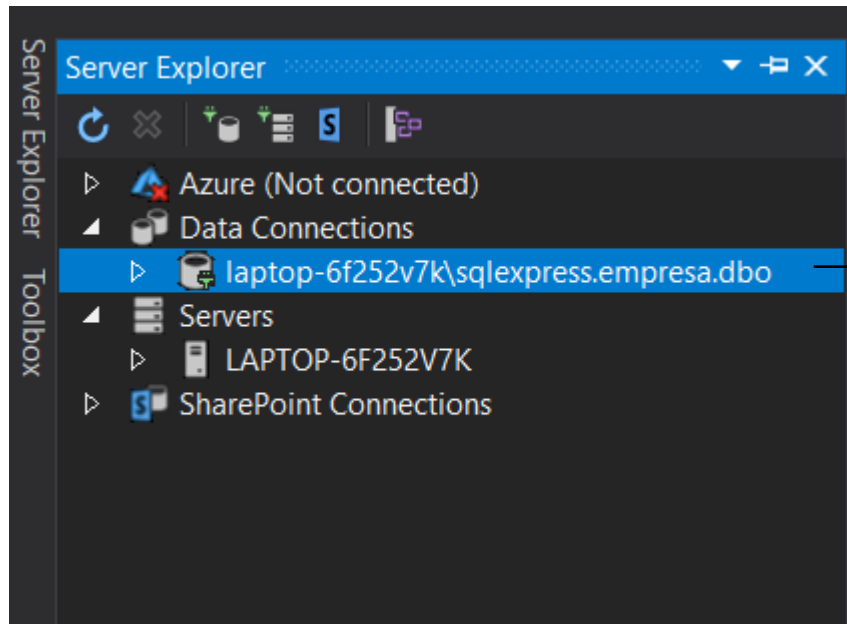 Server Explorer
Toolbox
Server Explorer
Azure (Not connected)
Data Connections
laptop-6f252v7k\sqlexpress.empresa.dbo
Servers
LAPTOP-6F252V7K
SharePoint Connections